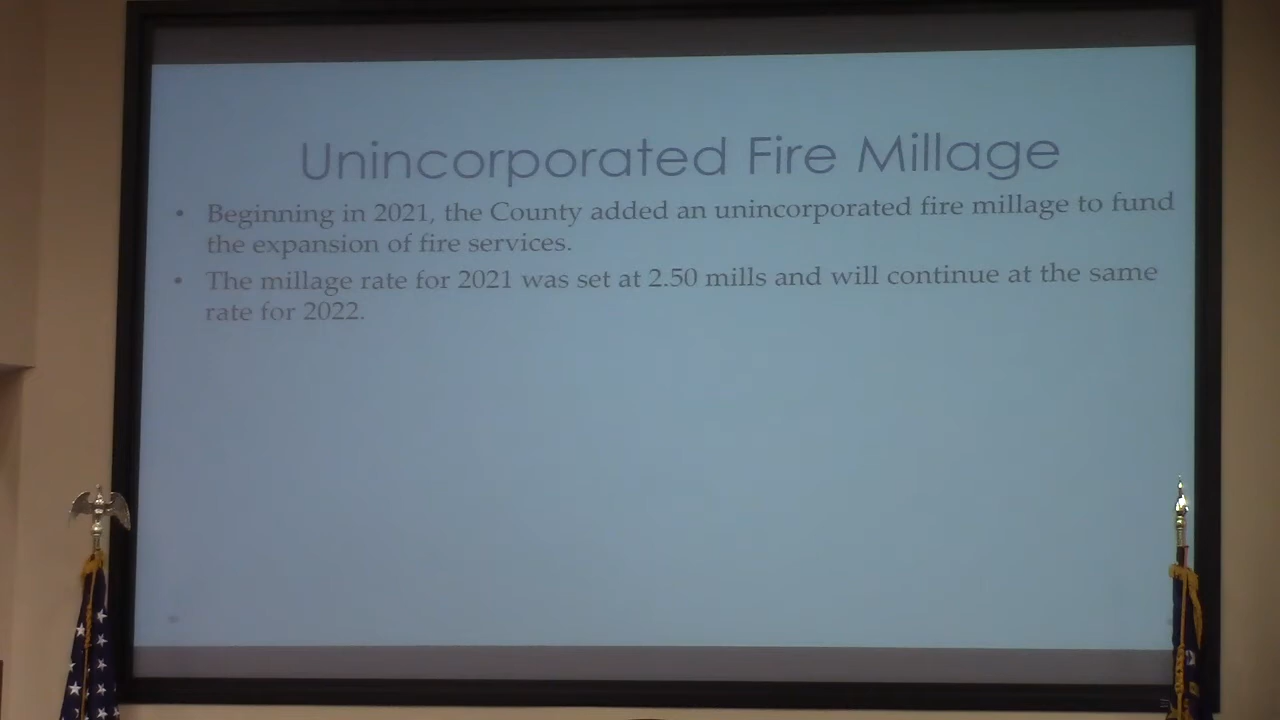 Unincorporated Fire Millage
• Beginning in 2021, the County added an unincorporated fire millage to fund
the expansion of fire services.
• The millage rate for 2021 was set at 2.50 mills and will continue at the same
rate for 2022.